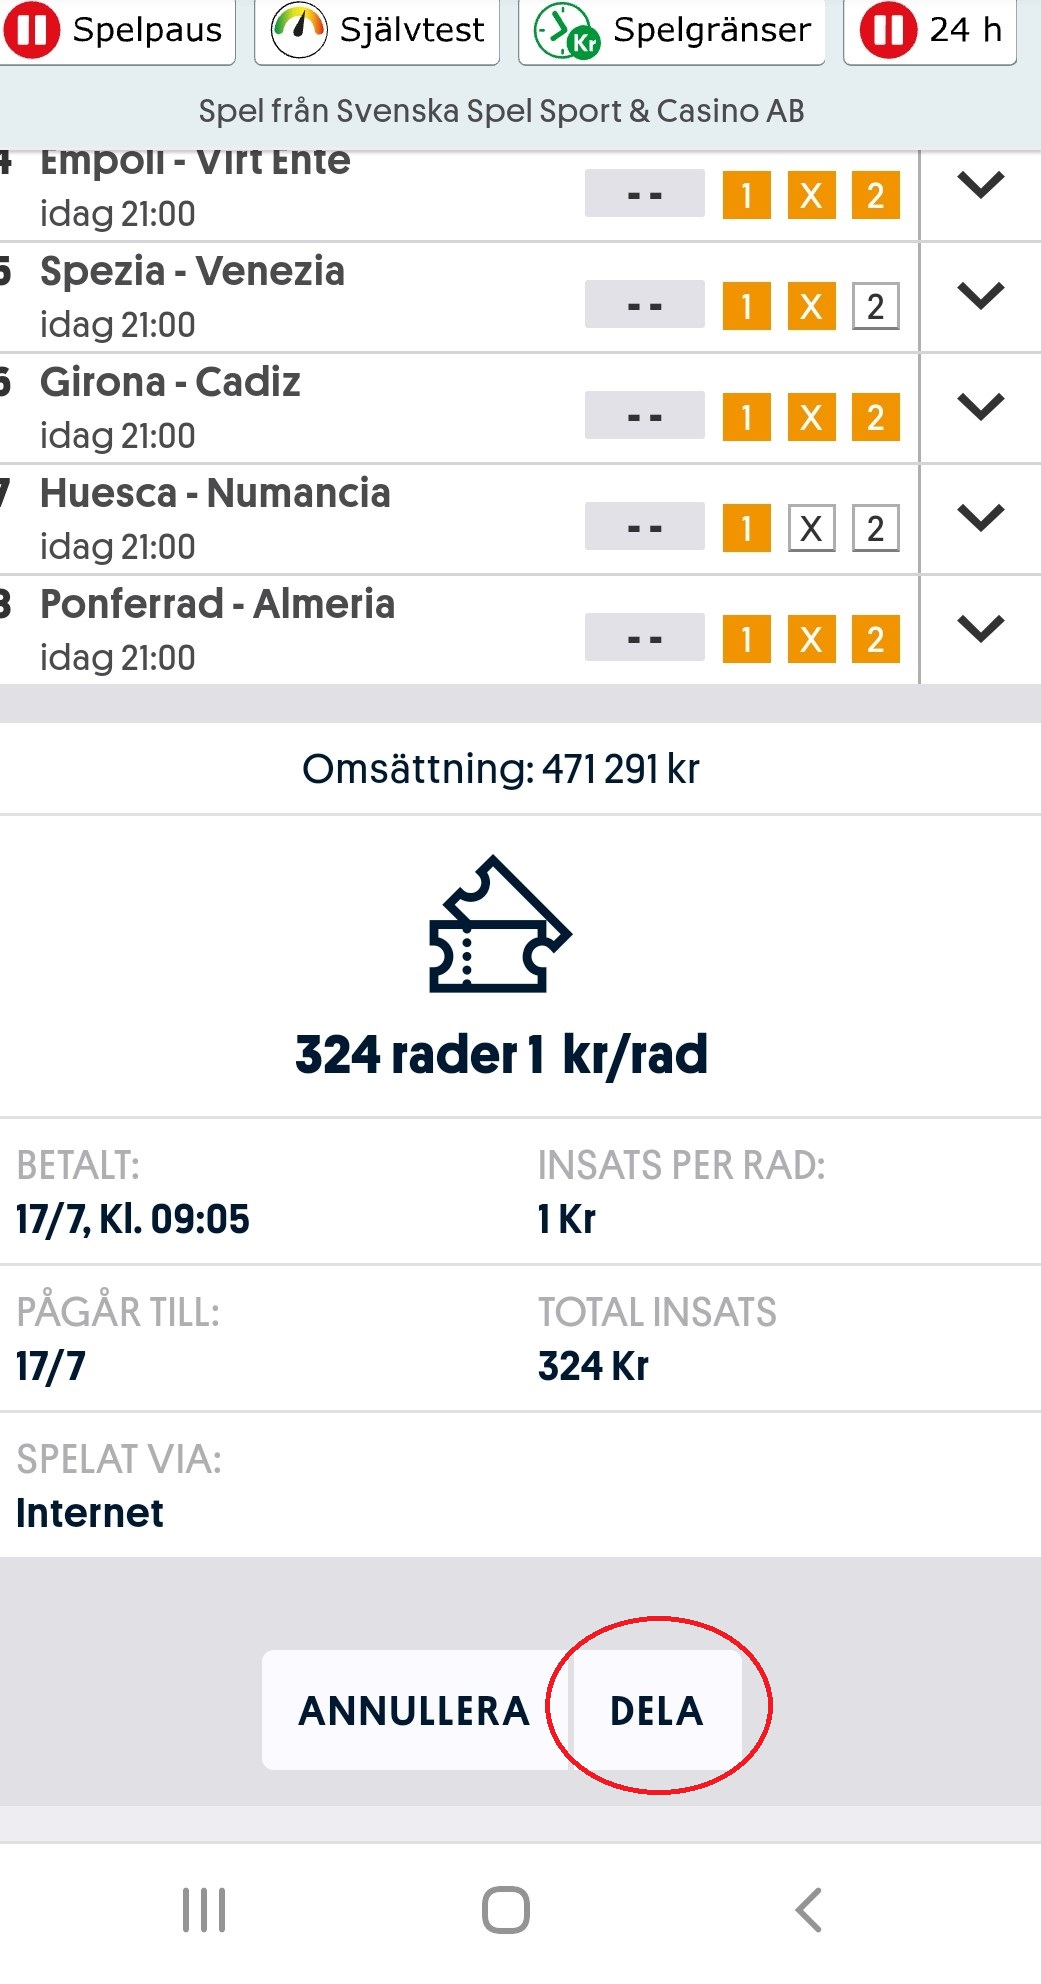 Spelpaus
Självtest
Spelgränser
24 h
Spel från Svenska Spel Sport & Casino AB
4 Empoli - Virt Ente
idag 21:00
- - 1 X 2
5 Spezia - Venezia
idag 21:00
- - 1 X 2
6 Girona - Cadiz
idag 21:00
- - 1 X 2
7 Huesca - Numancia
idag 21:00
- - 1 X 2
8 Ponferrad - Almeria
idag 21:00
- - 1 X 2
Omsättning: 471 291 kr
324 rader 1 kr/rad
BETALT:
17/7, Kl. 09:05
INSATS PER RAD:
1 Kr
PÅGÅR TILL:
17/7
TOTAL INSATS
324 Kr
SPELAT VIA:
Internet
ANNULLERA
DELA